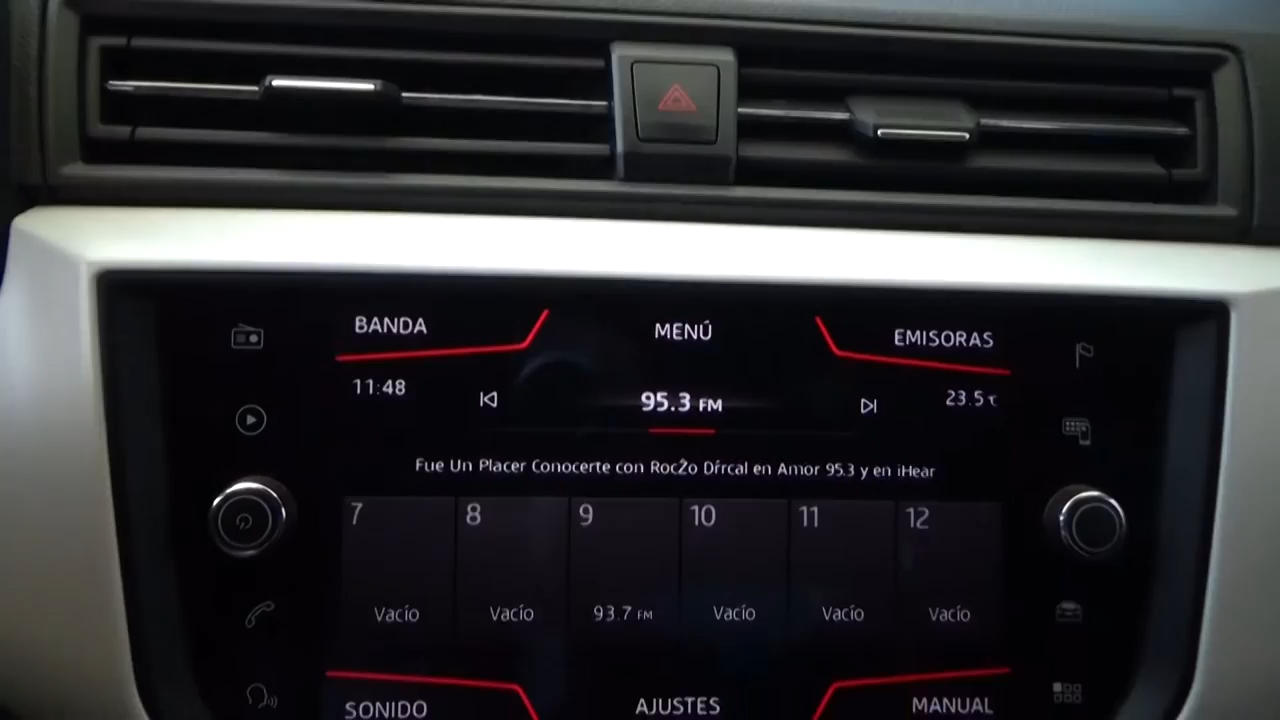 BANDA MENÚ EMISORAS
11:48 95.3 FM 23.5℃
Fue Un Placer Conocerte con RocŽo Dírcal en Amor 95.3 y en iHear
7 8 9 10 11 12
Vacío Vacío 93.7 FM Vacío Vacío Vacío
SONIDO AJUSTES MANUAL